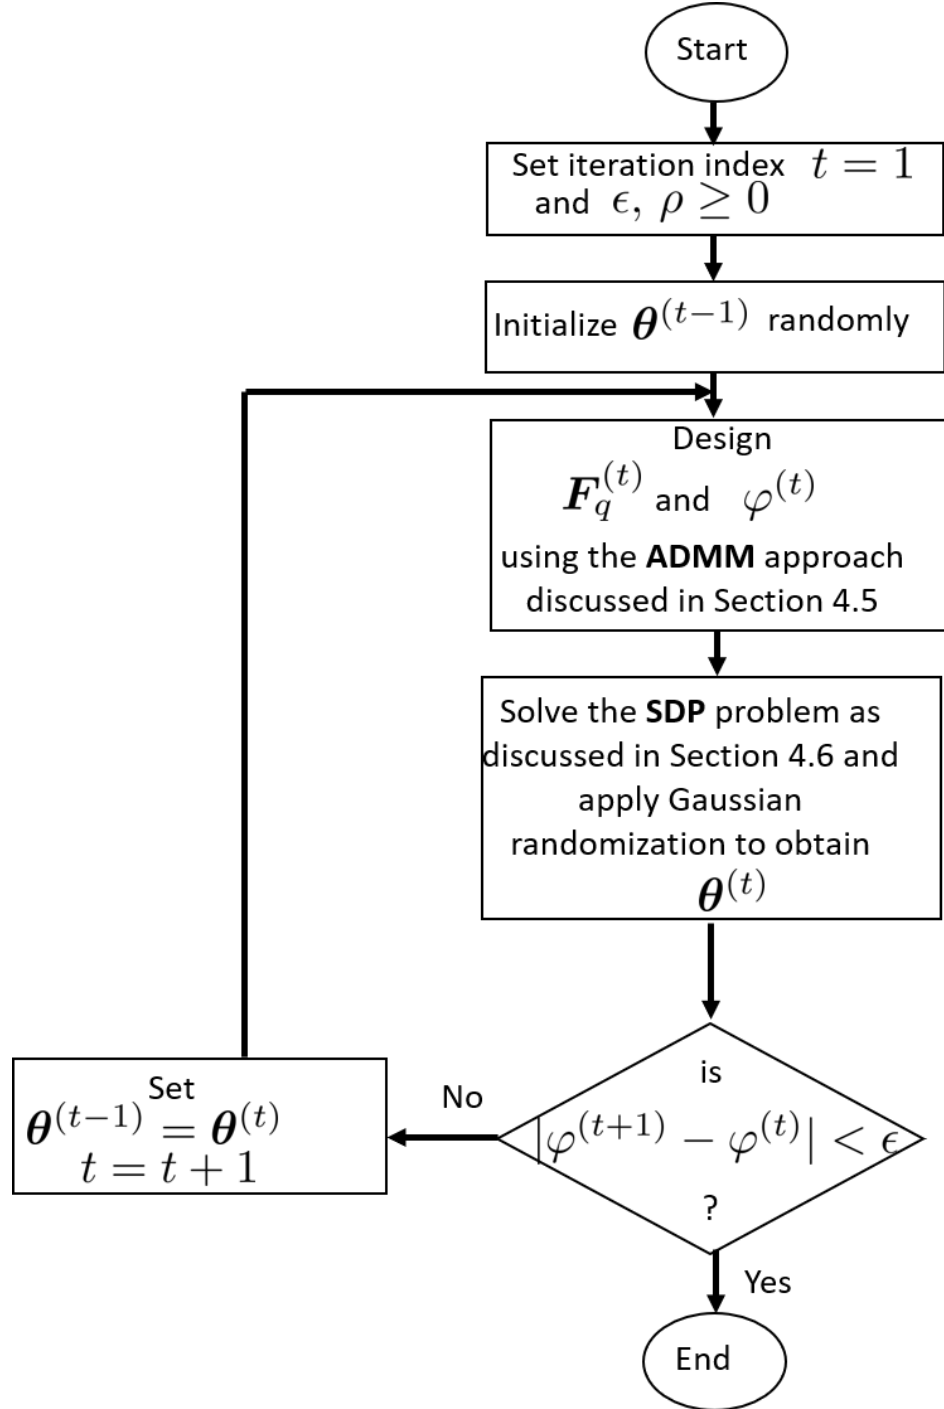 Start
Set iteration index t = 1
and ϵ, ρ ≥ 0
Initialize θ^(t−1) randomly
Design
F_q^(t) and φ^(t)
using the ADMM approach
discussed in Section 4.5
Solve the SDP problem as
discussed in Section 4.6 and
apply Gaussian
randomization to obtain
θ^(t)
is
|φ^(t+1) − φ^(t)| < ϵ
?
No
Set
θ^(t−1) = θ^(t)
t = t + 1
Yes
End